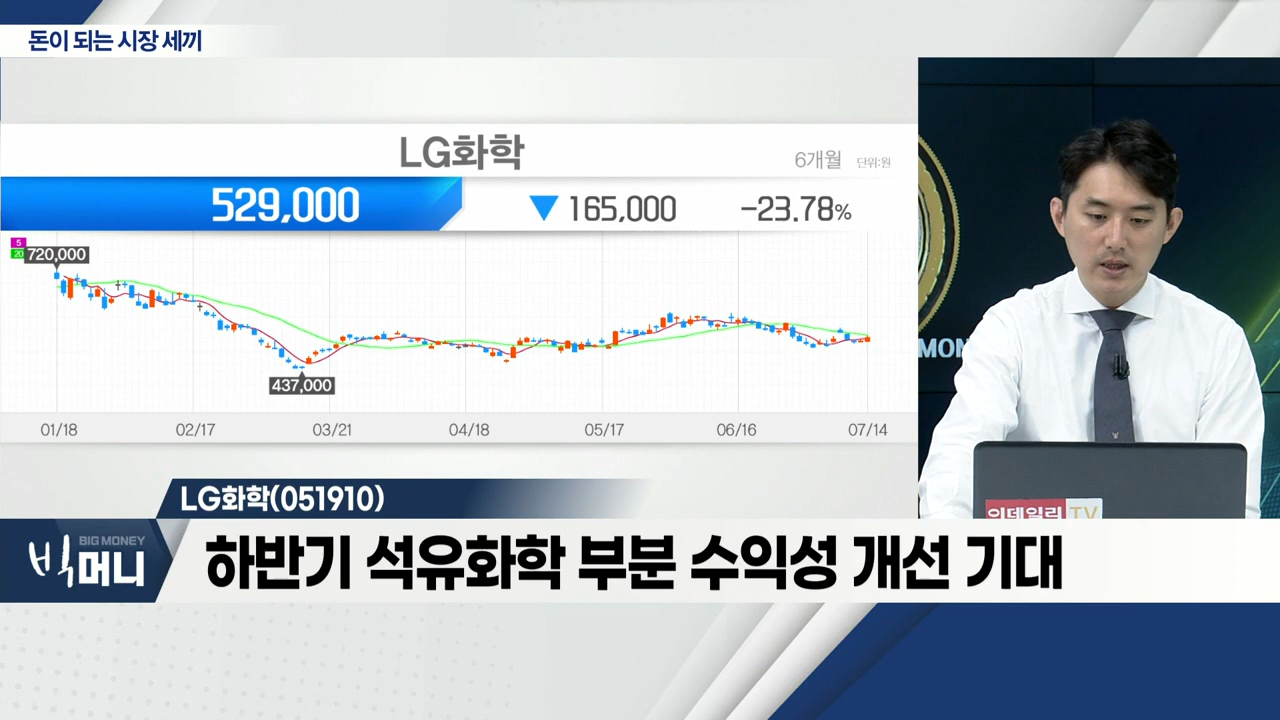 돈이 되는 시장 세끼
LG화학
6개월 단위:원
529,000 ▼ 165,000 -23.78%
5
20
720,000
437,000
01/18 02/17 03/21 04/18 05/17 06/16 07/14
MON
이데일리 TV
LG화학(051910)
BIG MONEY
빅머니
하반기 석유화학 부분 수익성 개선 기대